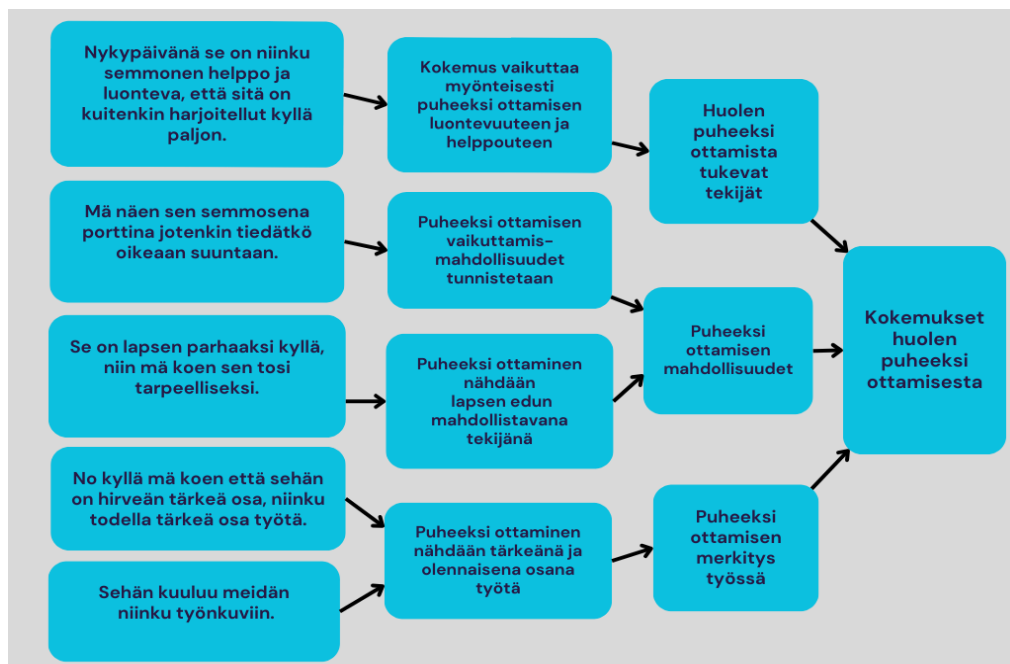 Nykypäivänä se on niinku
semmonen helppo ja
luonteva, että sitä on
kuitenkin harjoitellut kyllä
paljon.
Mä näen sen semmosena
porttina jotenkin tiedätkö
oikeaan suuntaan.
Se on lapsen parhaaksi kyllä,
niin mä koen sen tosi
tarpeelliseksi.
No kyllä mä koen että sehän
on hirveän tärkeä osa, niinku
todella tärkeä osa työtä.
Sehän kuuluu meidän
niinku työnkuviin.
Kokemus vaikuttaa
myönteisesti
puheeksi ottamisen
luontevuuteen ja
helppouteen
Puheeksi ottamisen
vaikuttamis-
mahdollisuudet
tunnistetaan
Puheeksi ottaminen
nähdään
lapsen edun
mahdollistavana
tekijänä
Puheeksi ottaminen
nähdään tärkeänä ja
olennaisena osana
työtä
Huolen
puheeksi
ottamista
tukevat
tekijät
Puheeksi
ottamisen
mahdollisuudet
Puheeksi
ottamisen
merkitys
työssä
Kokemukset
huolen
puheeksi
ottamisesta